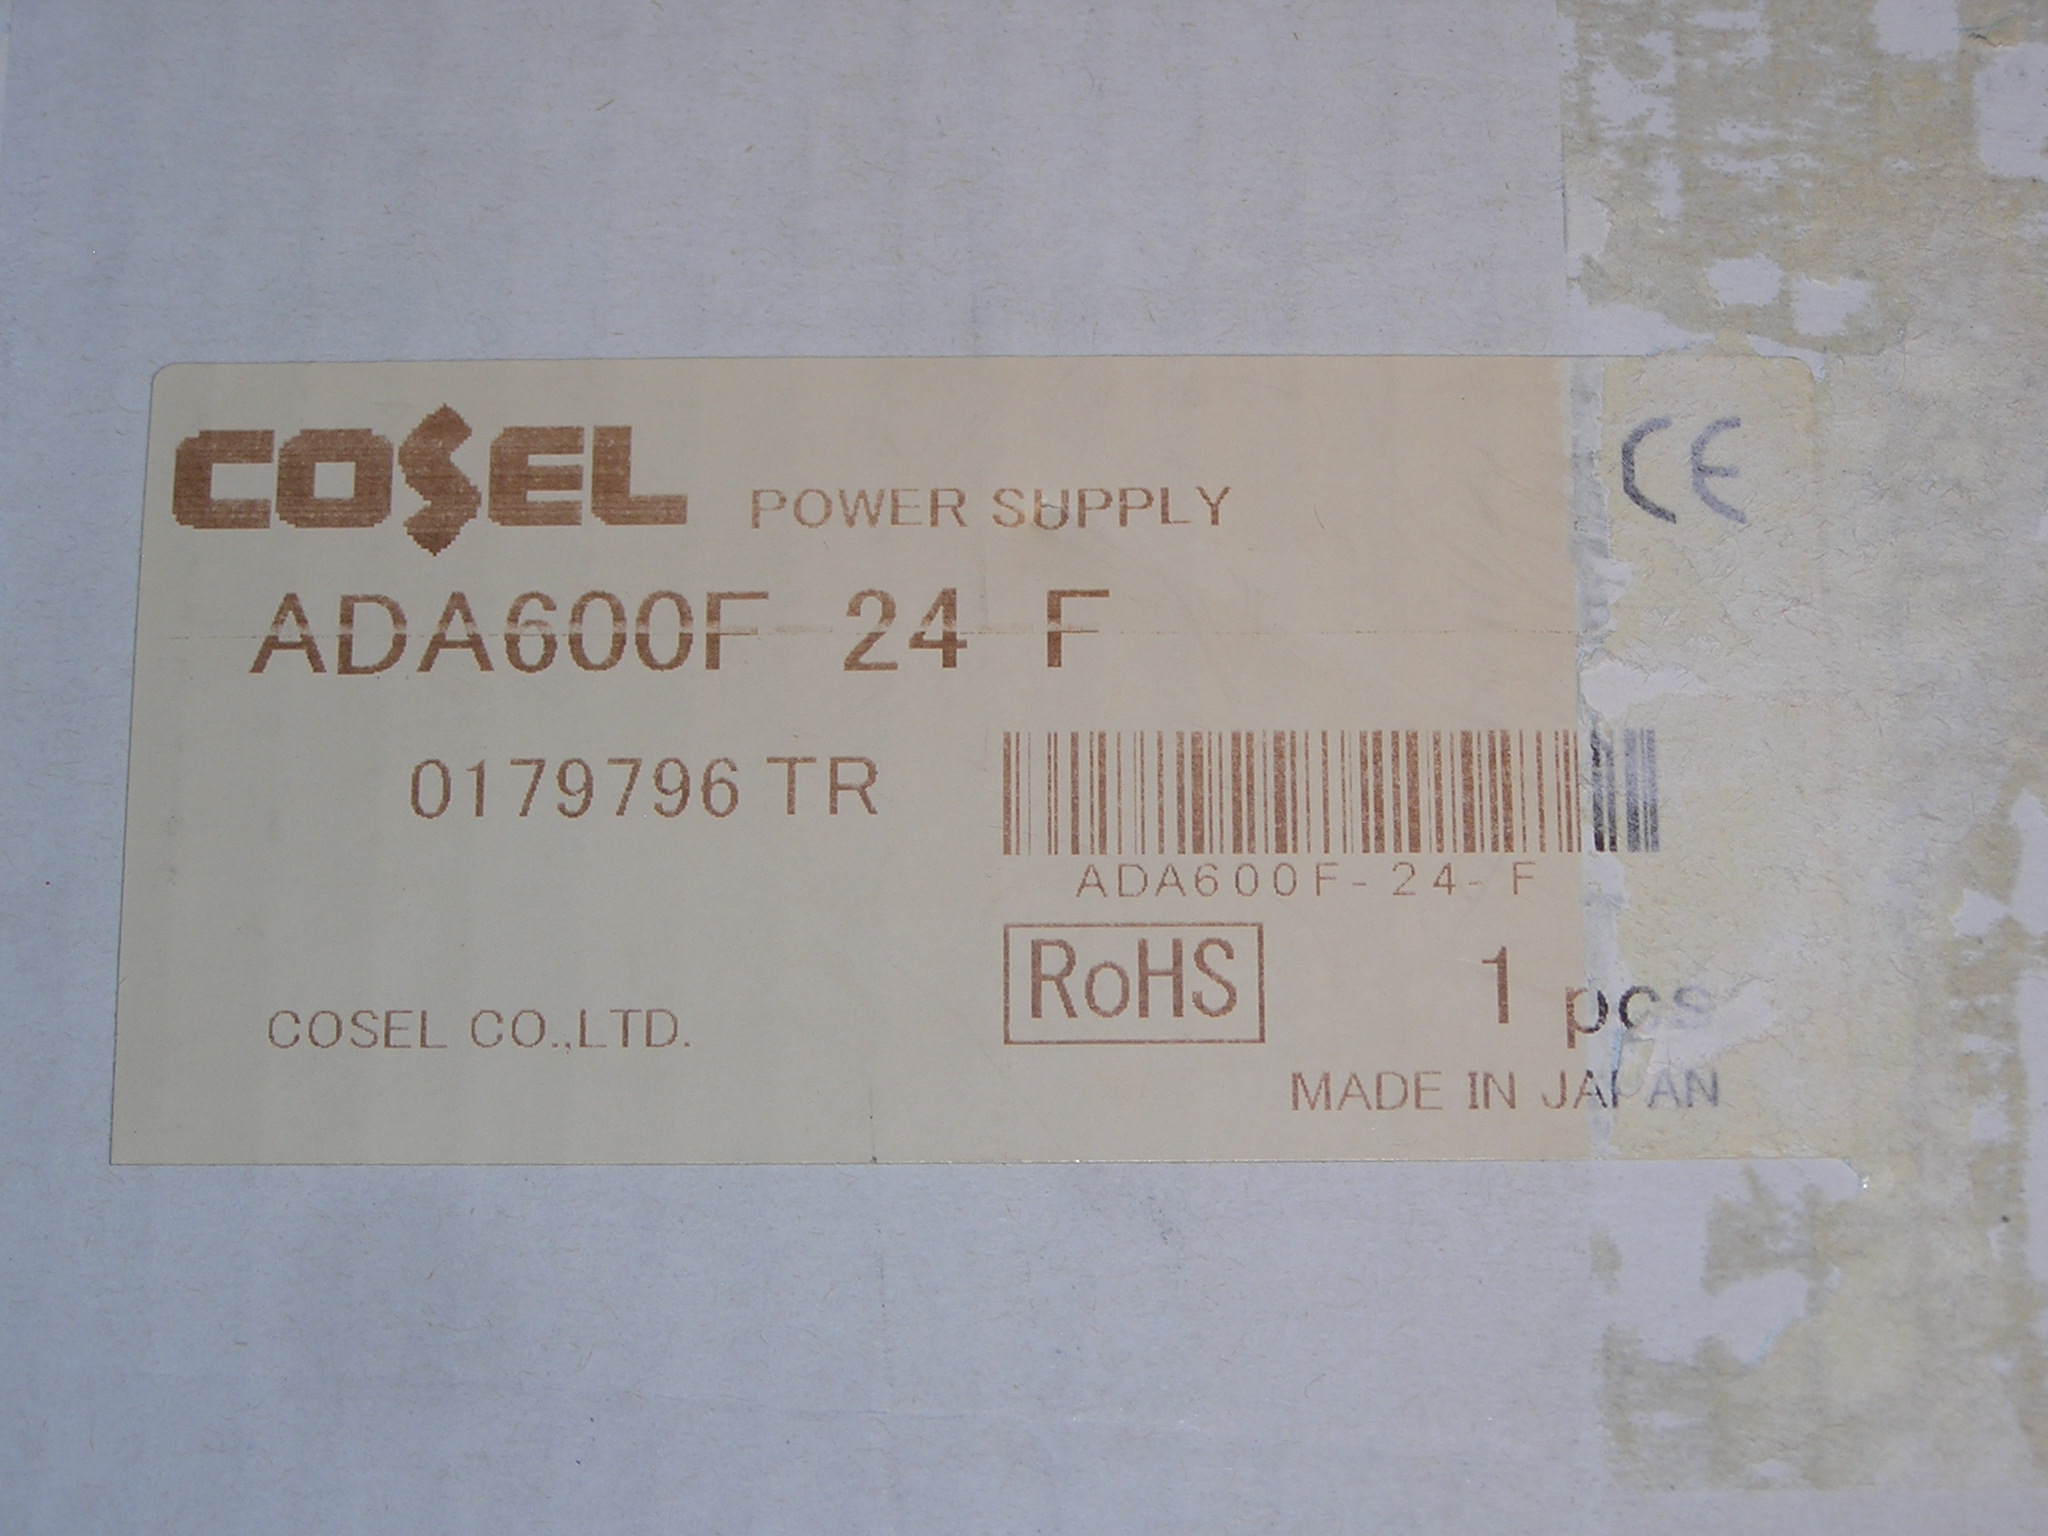 COSEL POWER SUPPLY CE
ADA600F-24 F
0179796 TR
ADA600F-24-F
RoHS 1 pcs
COSEL CO.,LTD.
MADE IN JAPAN